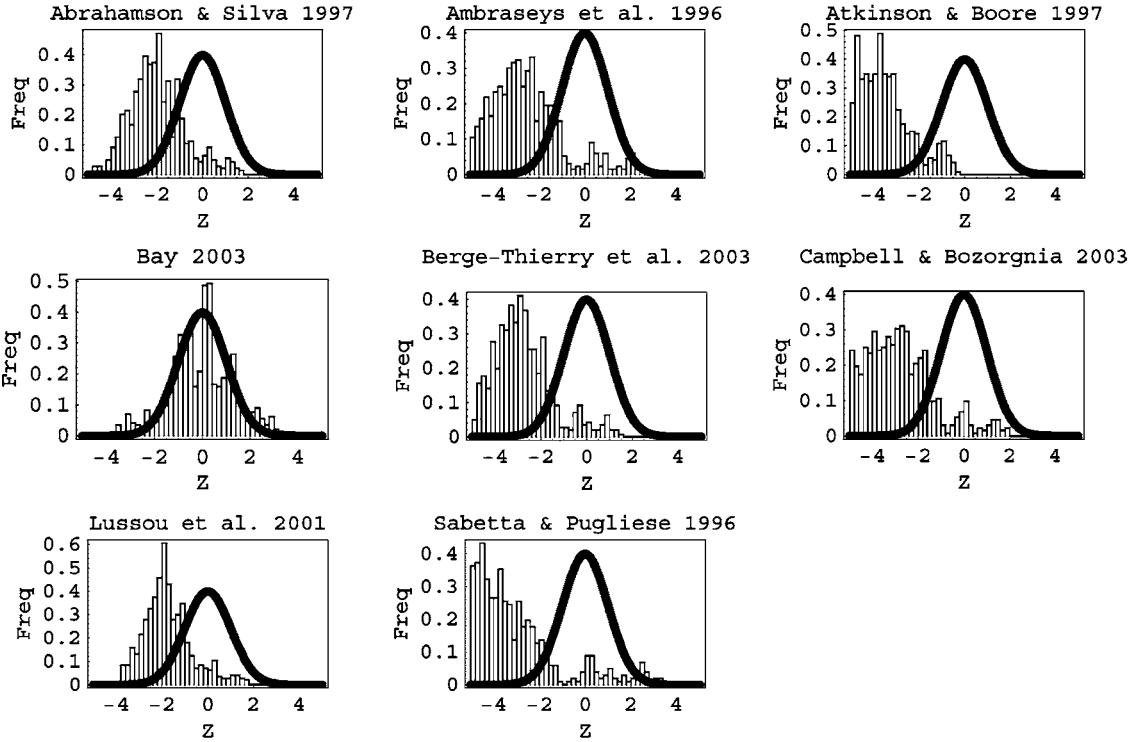 Abrahamson & Silva 1997
0.4
0.3
0.2
0.1
0
Freq
-4 -2 0 2 4
Z
Ambraseys et al. 1996
0.4
0.3
0.2
0.1
0
Freq
-4 -2 0 2 4
Z
Atkinson & Boore 1997
0.5
0.4
0.3
0.2
0.1
0
Freq
-4 -2 0 2 4
Z
Bay 2003
0.5
0.4
0.3
0.2
0.1
0
Freq
-4 -2 0 2 4
Z
Berge-Thierry et al. 2003
0.4
0.3
0.2
0.1
0
Freq
-4 -2 0 2 4
Z
Campbell & Bozorgnia 2003
0.4
0.3
0.2
0.1
0
Freq
-4 -2 0 2 4
Z
Lussou et al. 2001
0.6
0.5
0.4
0.3
0.2
0.1
0
Freq
-4 -2 0 2 4
Z
Sabetta & Pugliese 1996
0.4
0.3
0.2
0.1
0
Freq
-4 -2 0 2 4
Z